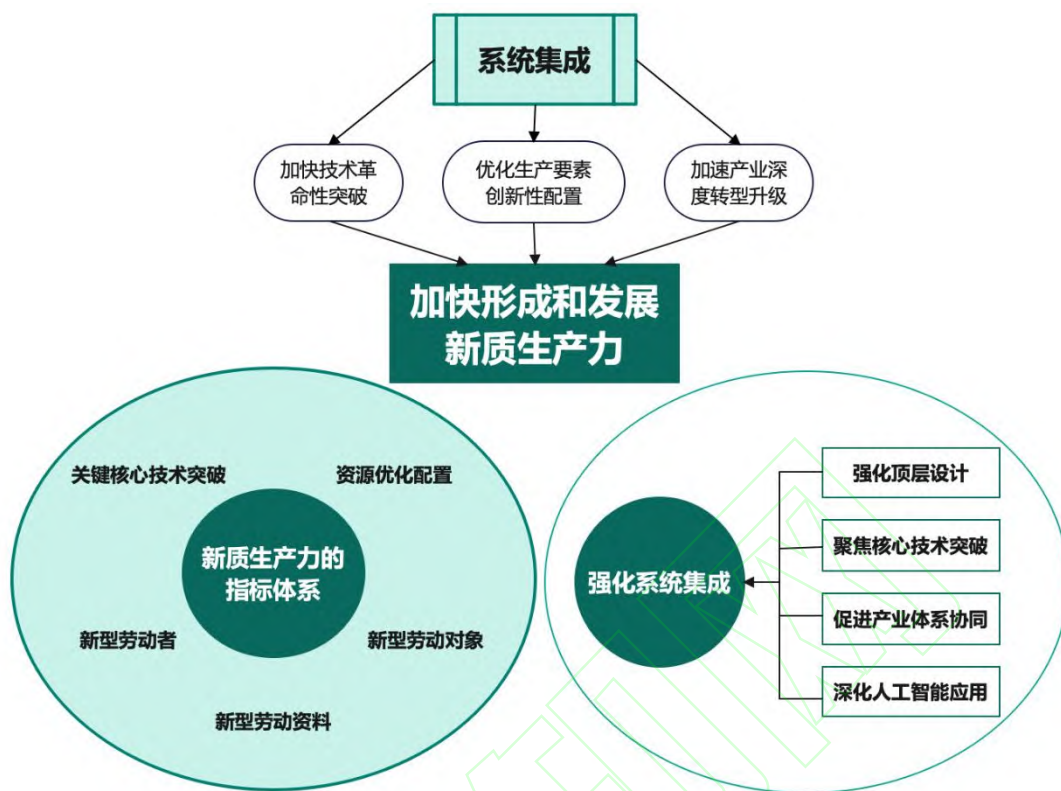 系统集成
加快技术革
命性突破
优化生产要素
创新性配置
加速产业深
度转型升级
加快形成和发展
新质生产力
关键核心技术突破
资源优化配置
新质生产力的
指标体系
新型劳动者
新型劳动对象
新型劳动资料
强化系统集成
强化顶层设计
聚焦核心技术突破
促进产业体系协同
深化人工智能应用